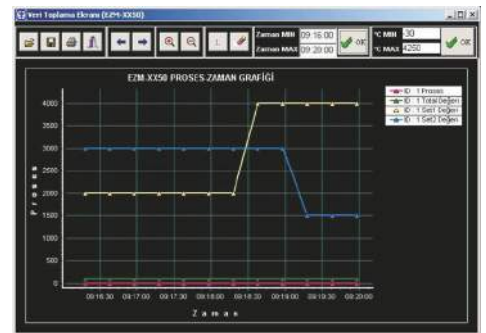 Veri Toplama Ekranı (EZM-XX50)
Zaman MIN 09:16:00
Zaman MAX 09:20:00
OK
°C MIN 30
°C MAX 4250
OK
EZM-XX50 PROSES-ZAMAN GRAFİĞİ
ID : 1 Proses
ID : 1 Total Değeri
ID : 1 Set1 Değeri
ID : 1 Set2 Değeri
Proses
4000
3500
3000
2500
2000
1500
1000
500
0
09:16:30 09:17:00 09:17:30 09:18:00 09:18:30 09:19:00 09:19:30 09:20:00
Zaman